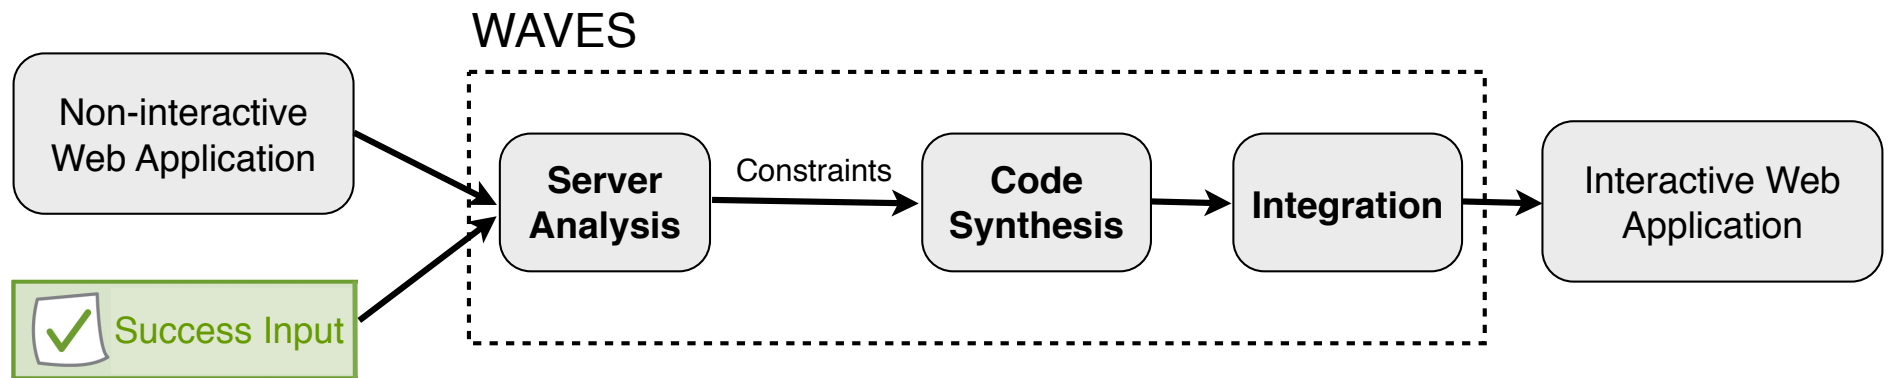 WAVES
Non-interactive
Web Application
Success Input
Server
Analysis
Constraints
Code
Synthesis
Integration
Interactive Web
Application